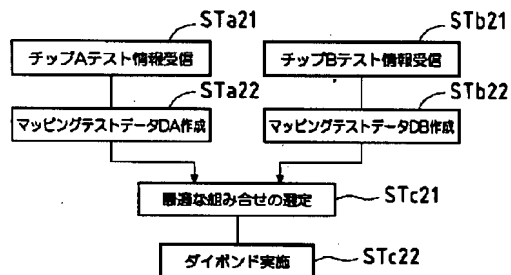 STa21
STb21
チップAテスト情報受信
チップBテスト情報受信
STa22
STb22
マッピングテストデータDA作成
マッピングテストデータDB作成
最適な組み合せの選定
STc21
ダイボンド実施
STc22